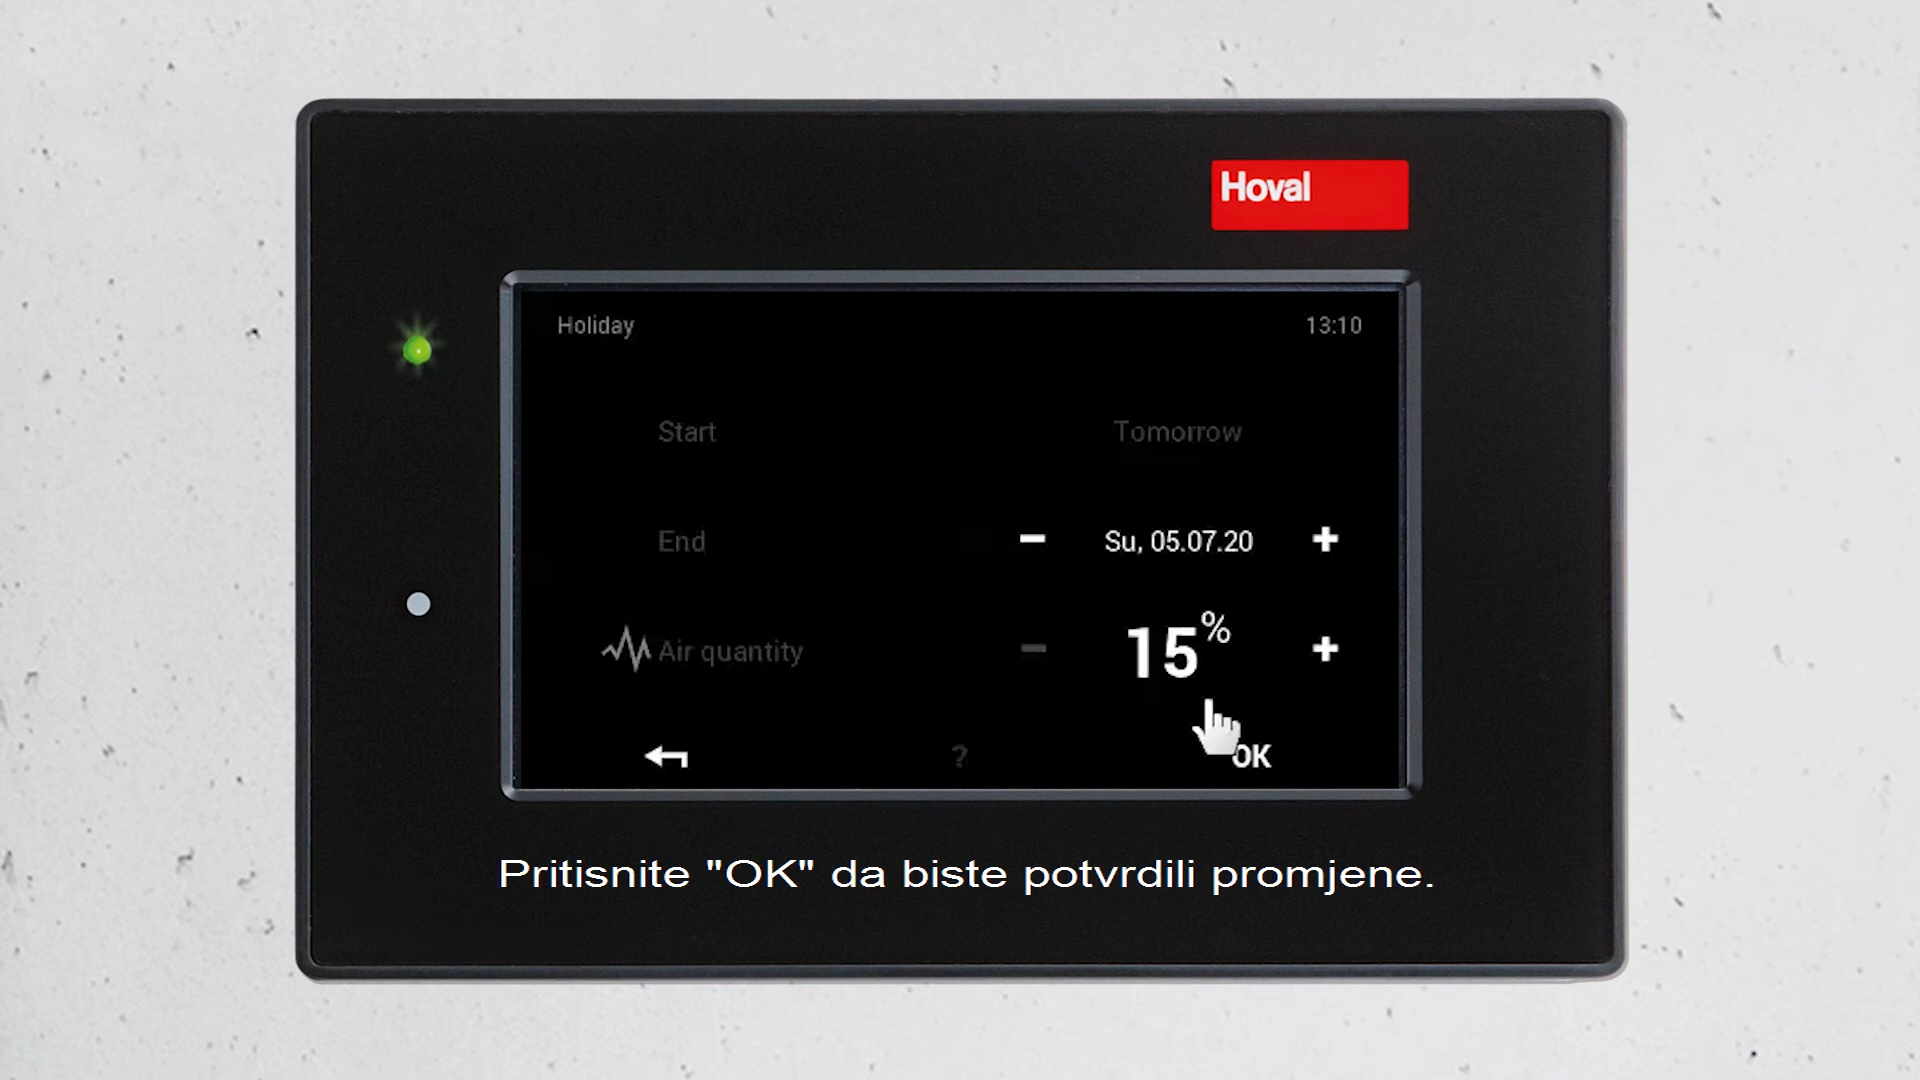 Hoval
Holiday 13:10
Start Tomorrow
End − Su, 05.07.20 +
Air quantity − 15% +
? OK
Pritisnite "OK" da biste potvrdili promjene.